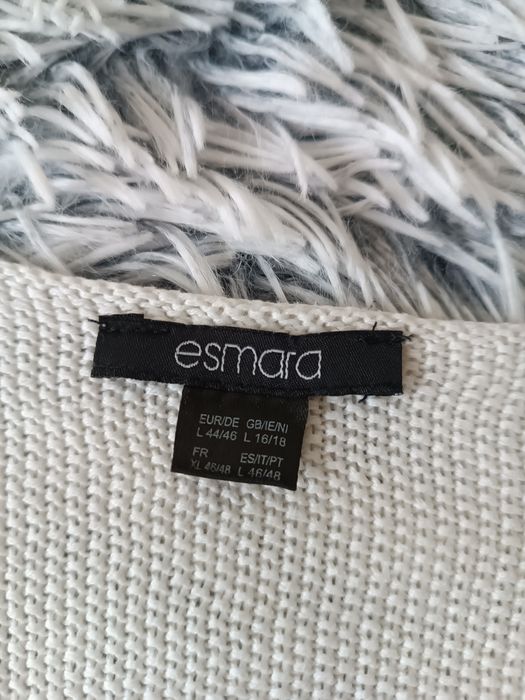 esmara
EUR/DE GB/IE/NI
L 44/46 L 16/18
FR ES/IT/PT
XL 46/48 L 46/48